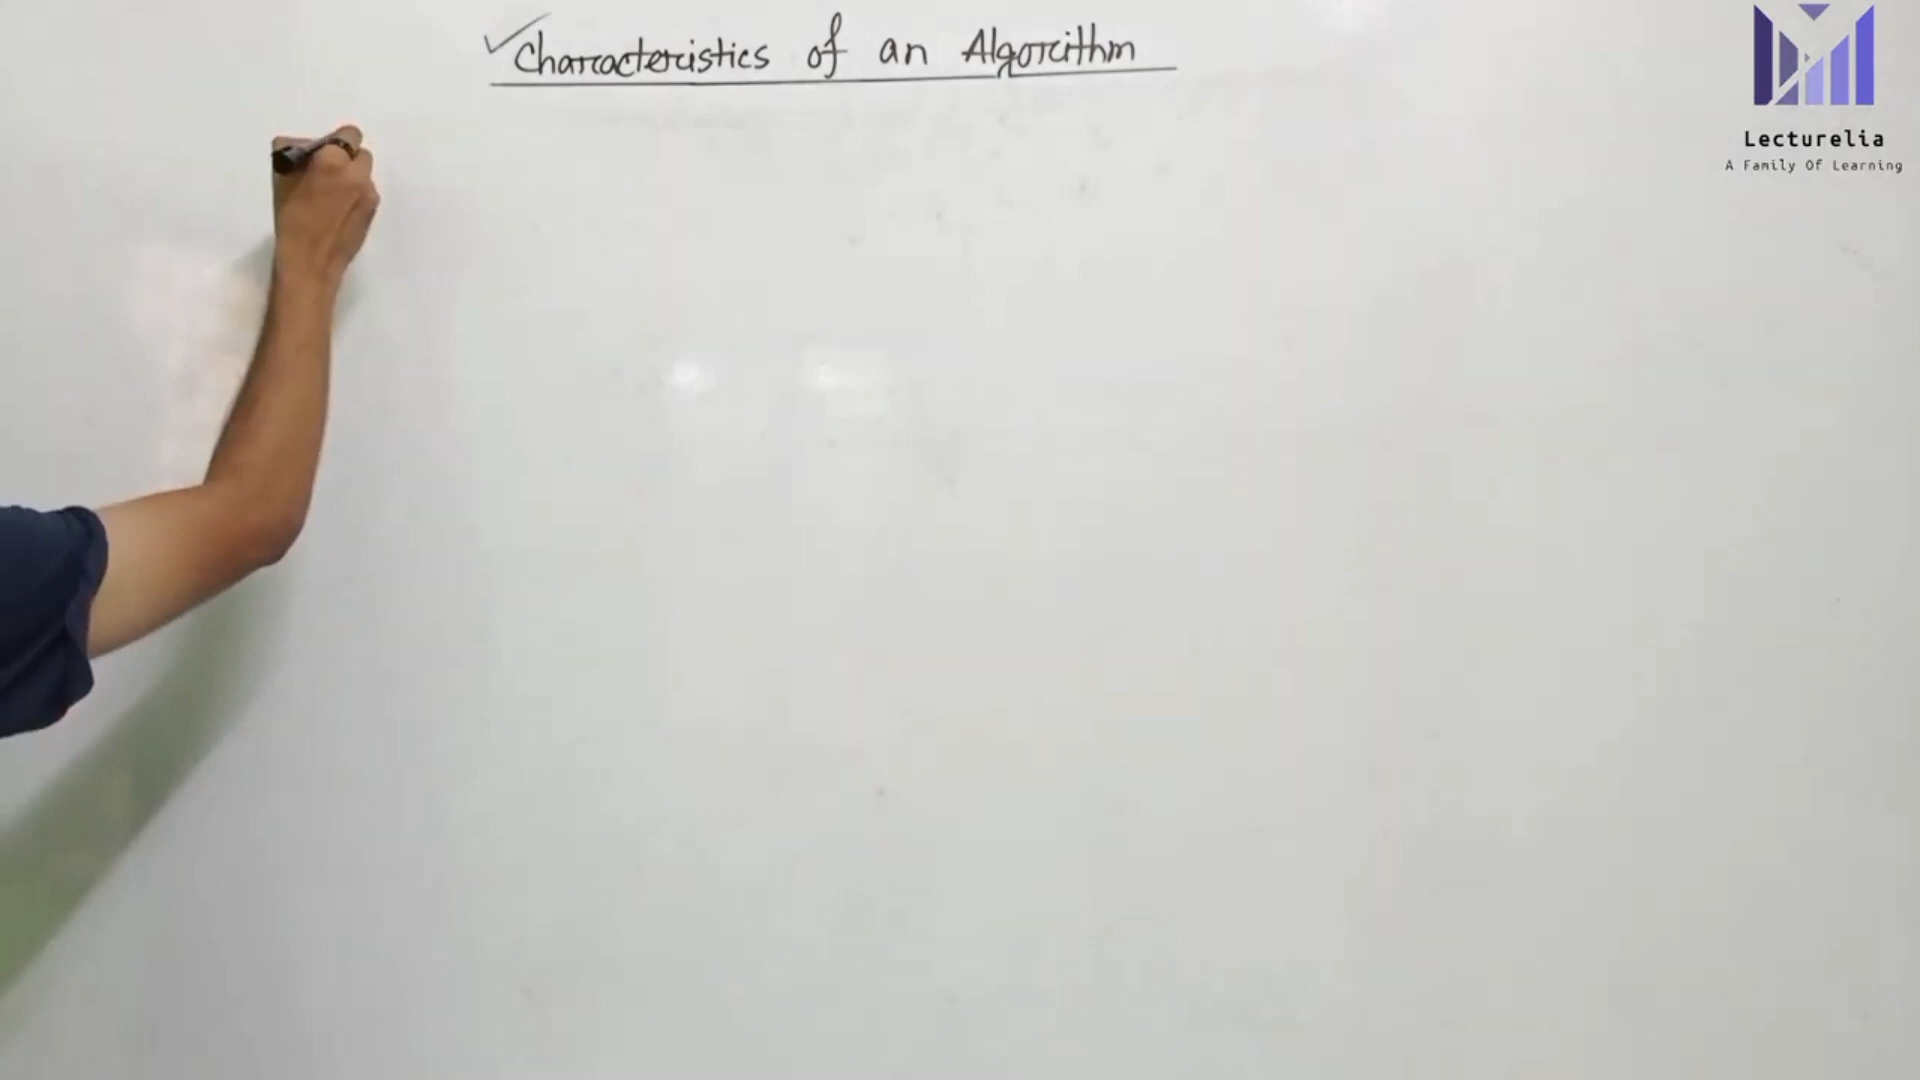 ✓Characteristics of an Algorithm
Lecturelia
A Family Of Learning